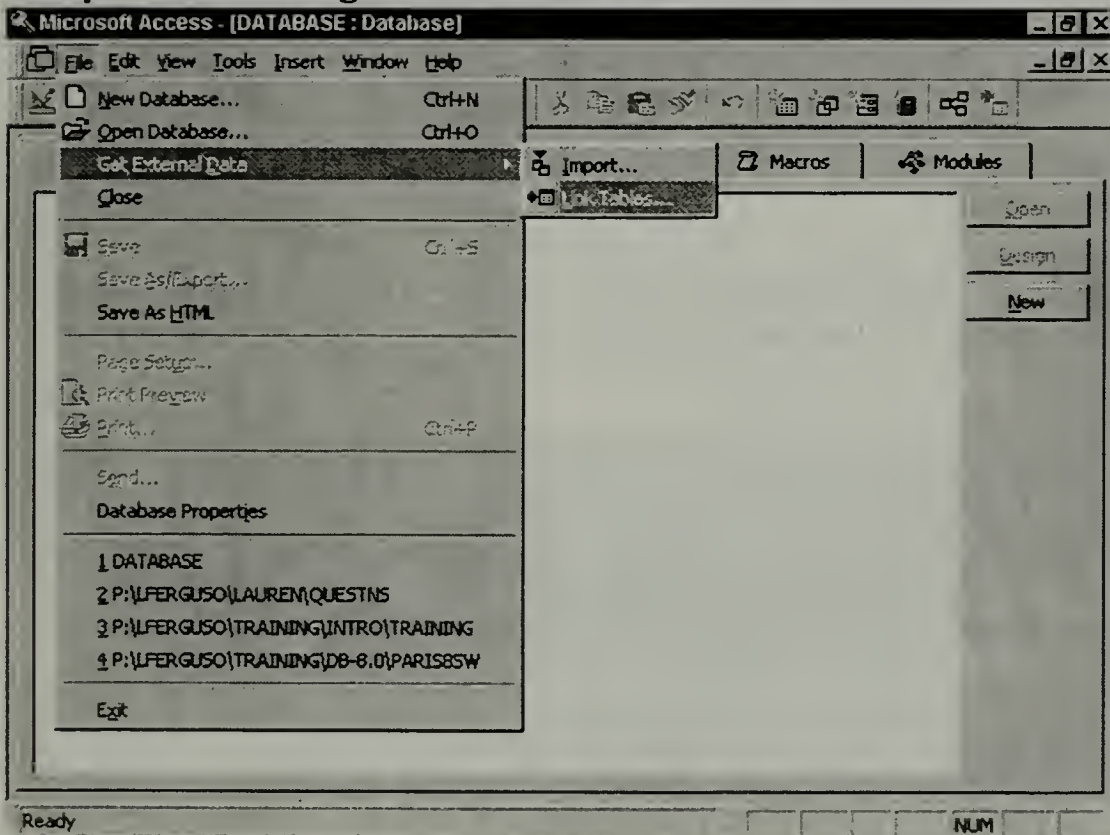 Microsoft Access - [DATABASE : Database]
File Edit View Tools Insert Window Help
New Database... Ctrl+N
Open Database... Ctrl+O
Get External Data
Import...
Link Tables...
Macros
Modules
Close
Open
Save Ctrl+S
Design
Save As/Export...
New
Save As HTML
Page Setup...
Print Preview
Print... Ctrl+P
Send...
Database Properties
1 DATABASE
2 P:\LFERGUSO\LAUREN\QUESTNS
3 P:\LFERGUSO\TRAINING\INTRO\TRAINING
4 P:\LFERGUSO\TRAINING\DB-8.0\PARIS8SW
Exit
Ready
NUM